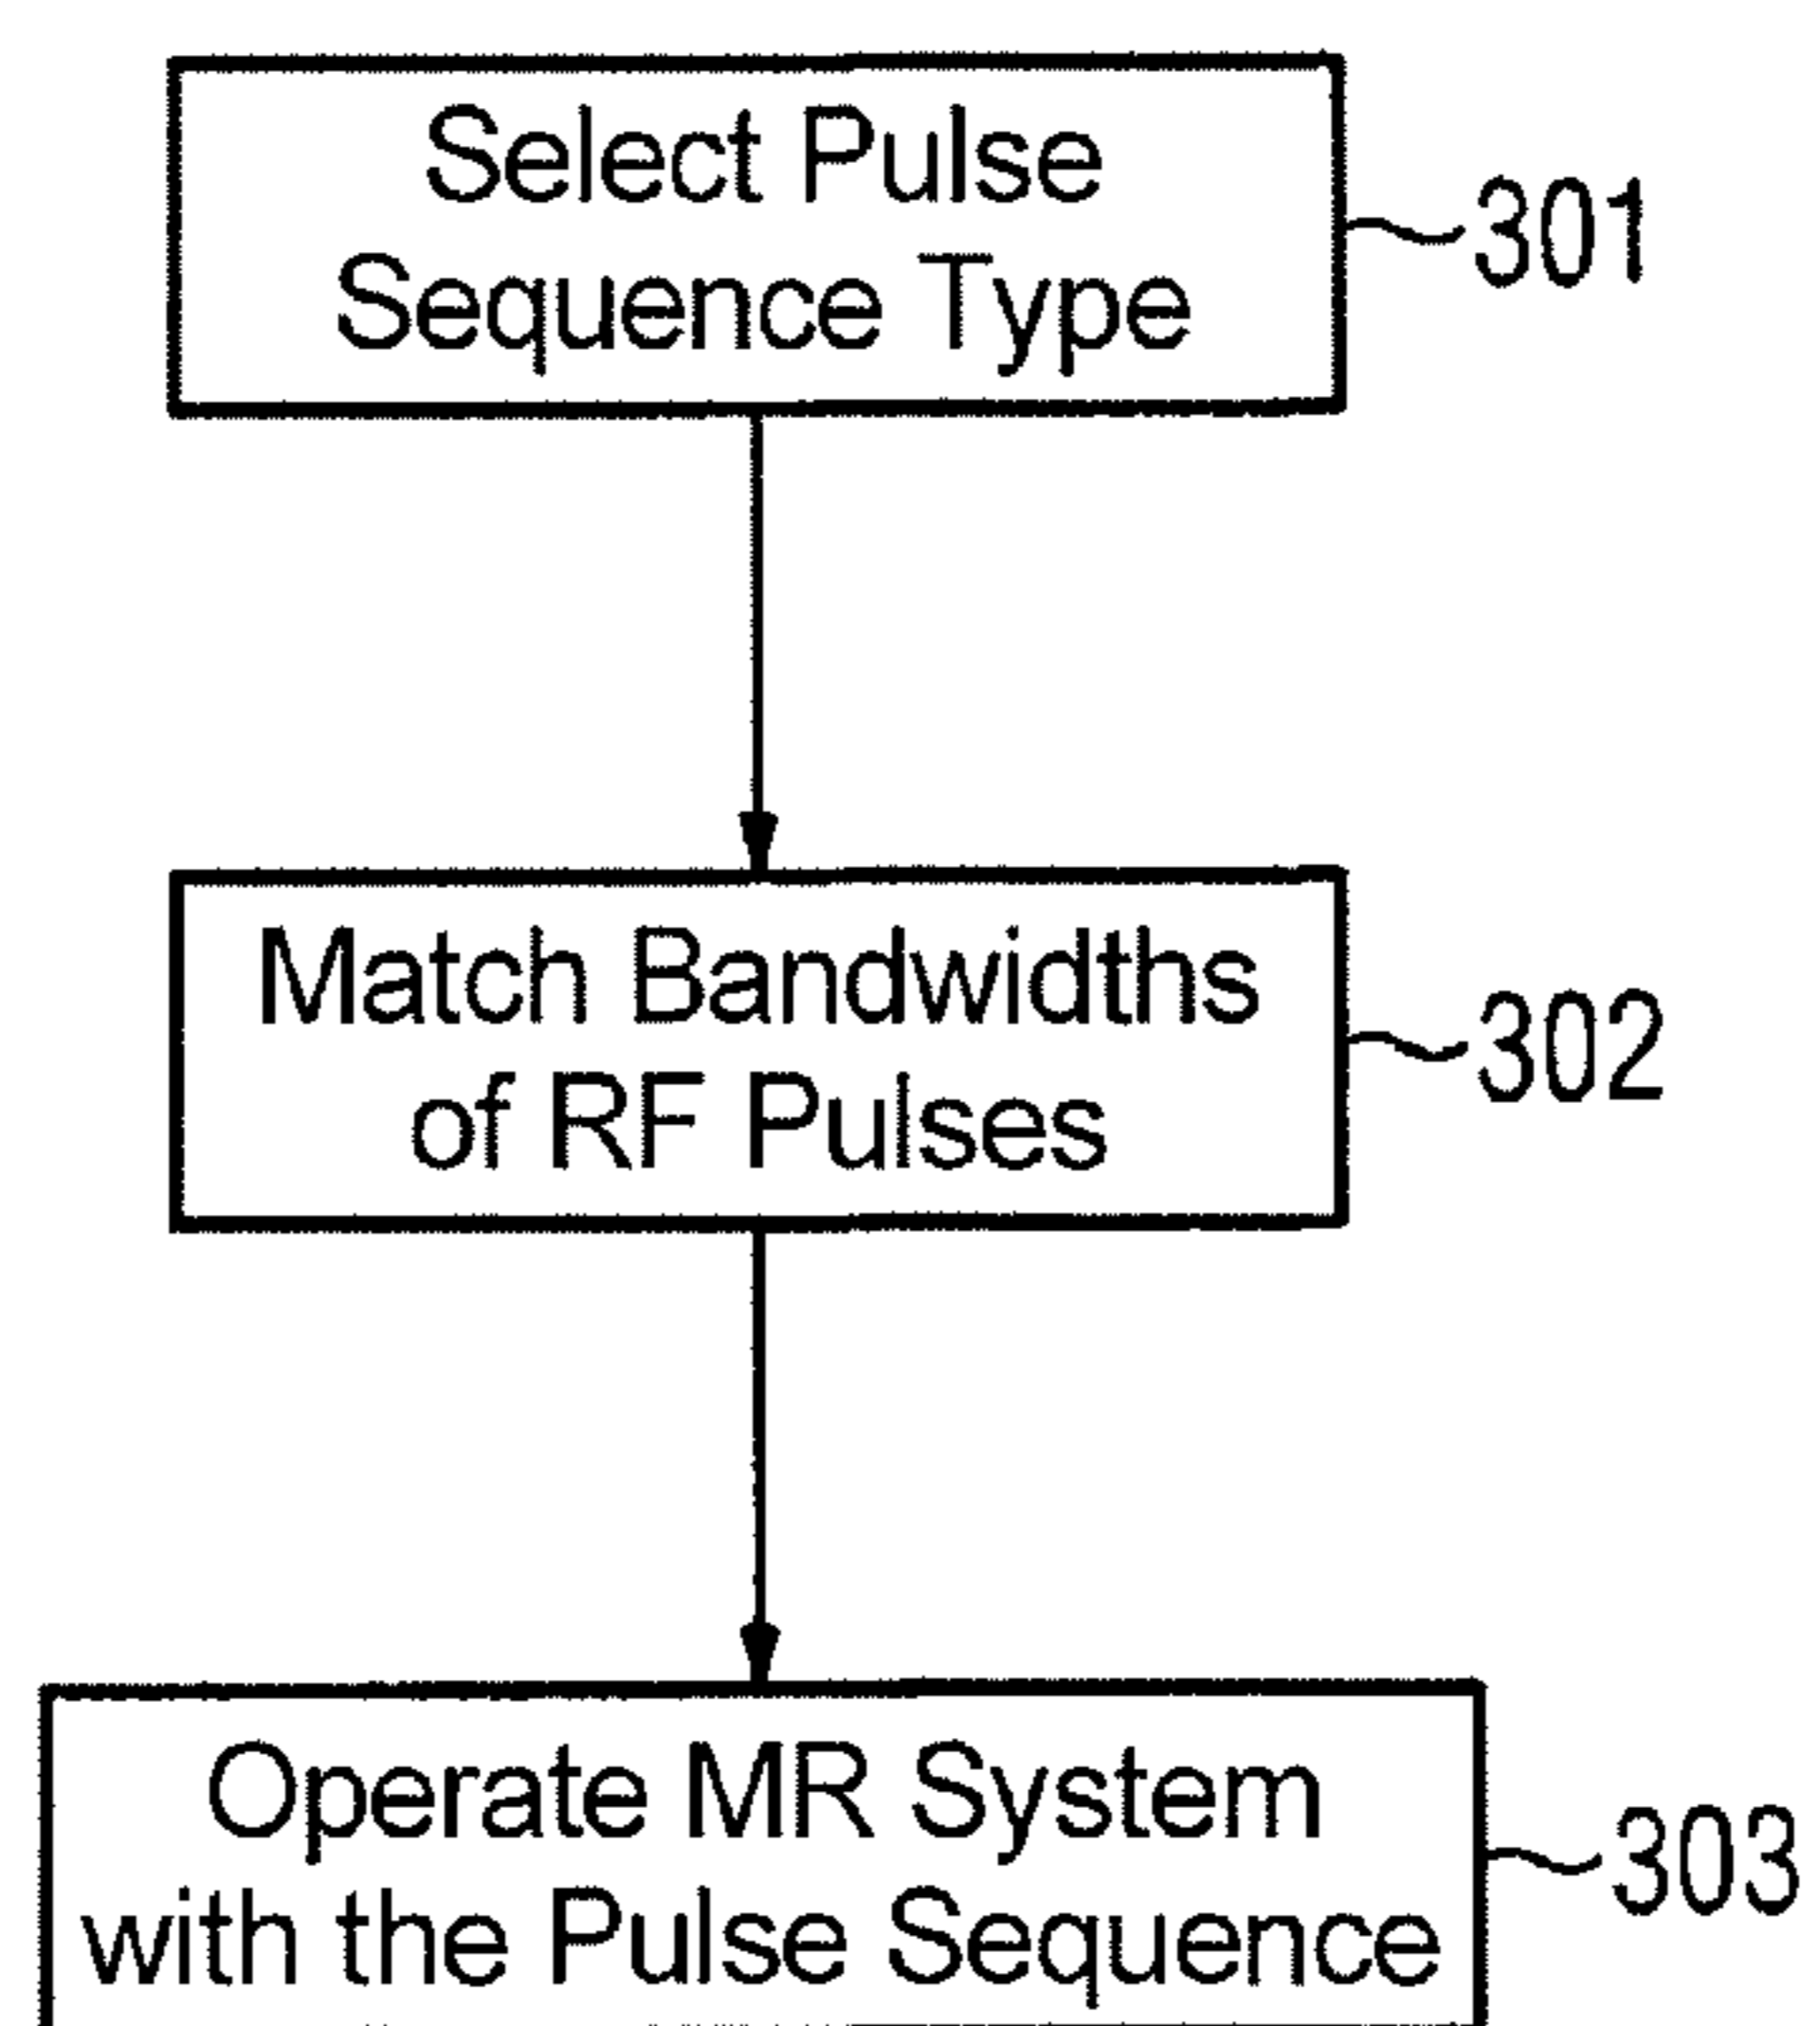 Select Pulse
Sequence Type
301
Match Bandwidths
of RF Pulses
302
Operate MR System
with the Pulse Sequence
303